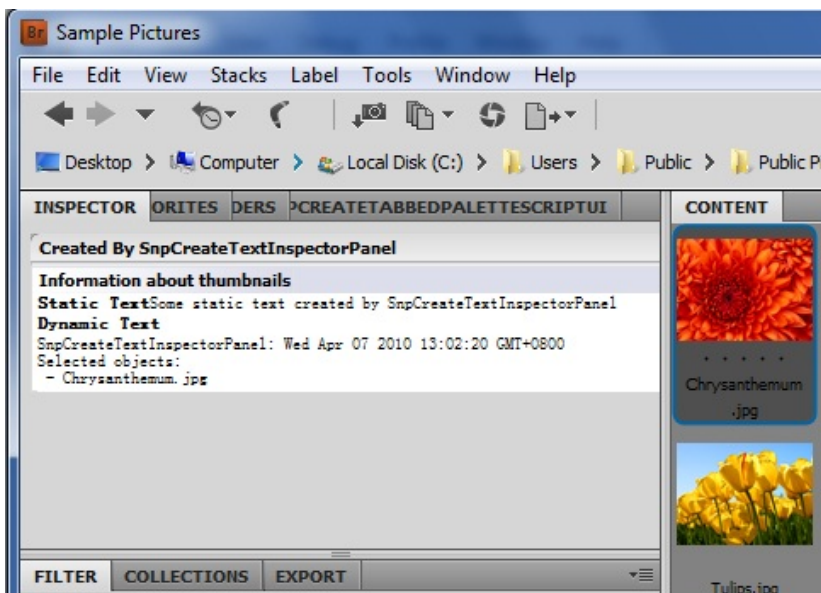 Br Sample Pictures
File Edit View Stacks Label Tools Window Help
Desktop > Computer > Local Disk (C:) > Users > Public > Public P
INSPECTOR ORITES DERS PCREATETABBEDPALETTESCRIPTUI CONTENT
Created By SnpCreateTextInspectorPanel
Information about thumbnails
Static TextSome static text created by SnpCreateTextInspectorPanel
Dynamic Text
SnpCreateTextInspectorPanel: Wed Apr 07 2010 13:02:20 GMT+0800
Selected objects:
- Chrysanthemum.jpg
Chrysanthemum
.jpg
FILTER COLLECTIONS EXPORT
Tulips.jpg